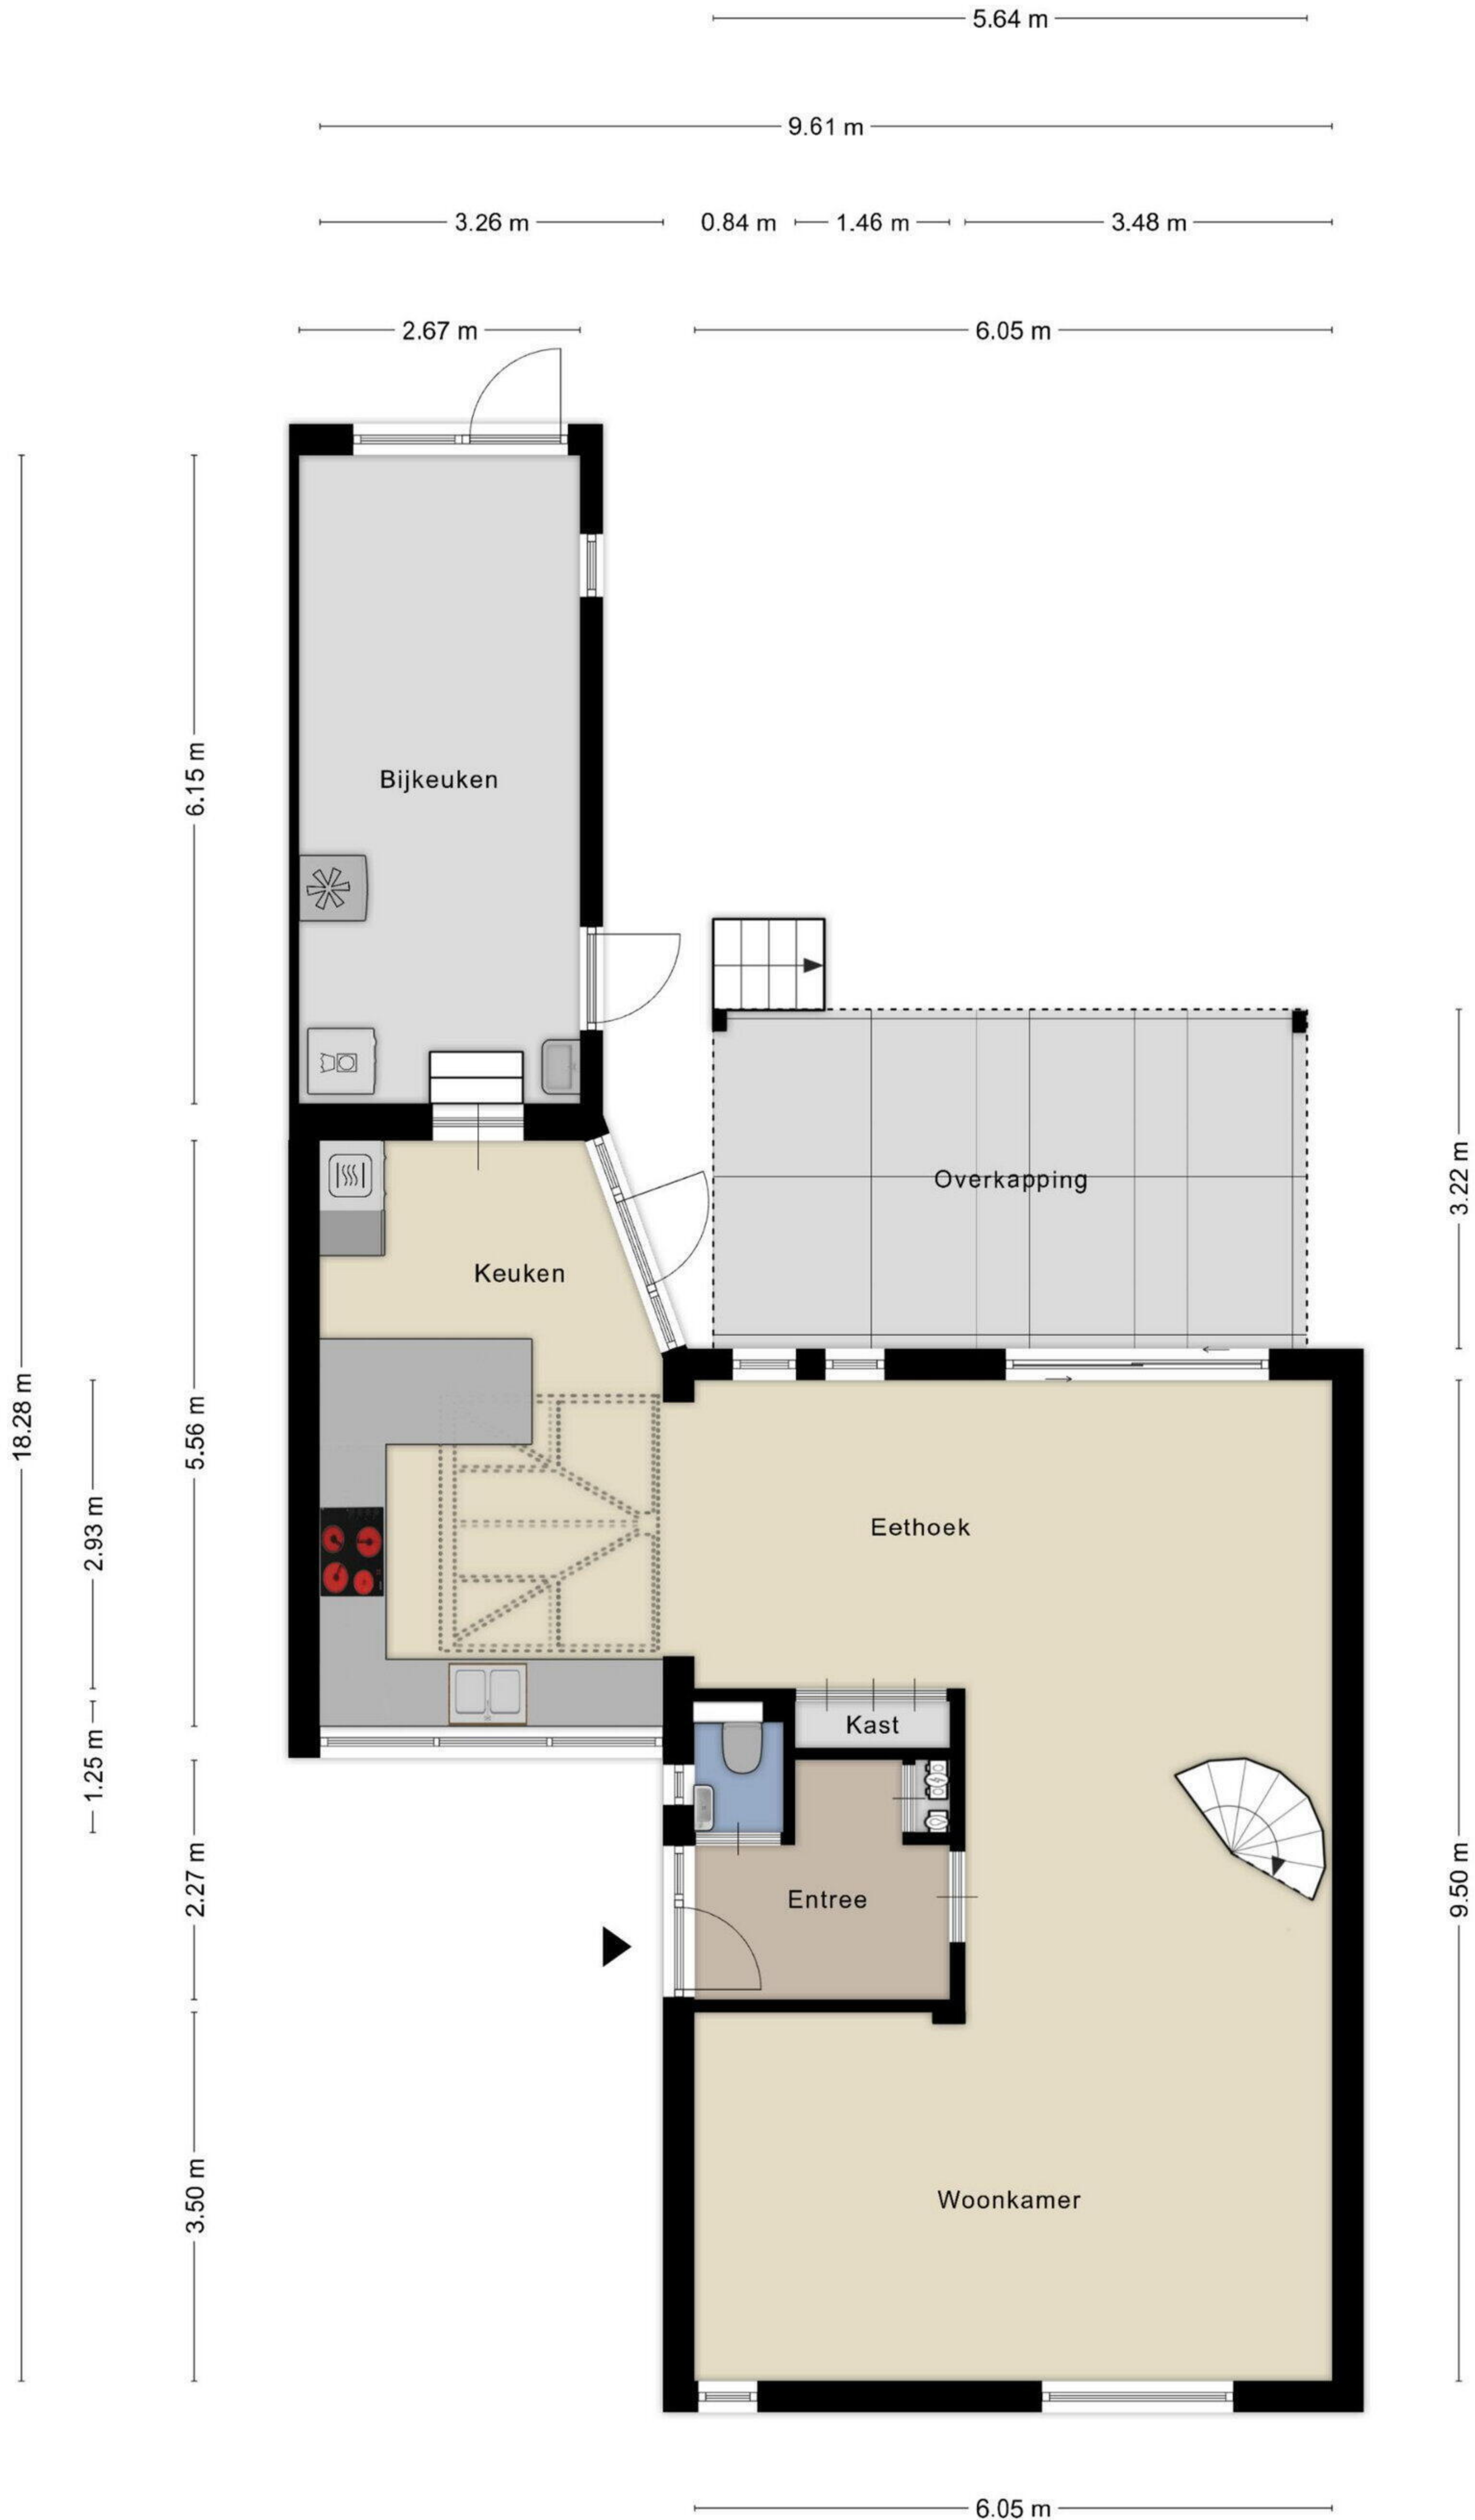 5.64 m
9.61 m
3.26 m 0.84 m 1.46 m 3.48 m
2.67 m 6.05 m
Bijkeuken
6.15 m
Overkapping
3.22 m
Keuken
18.28 m
5.56 m
2.93 m
Eethoek
Kast
1.25 m
2.27 m
Entree
9.50 m
3.50 m
Woonkamer
6.05 m